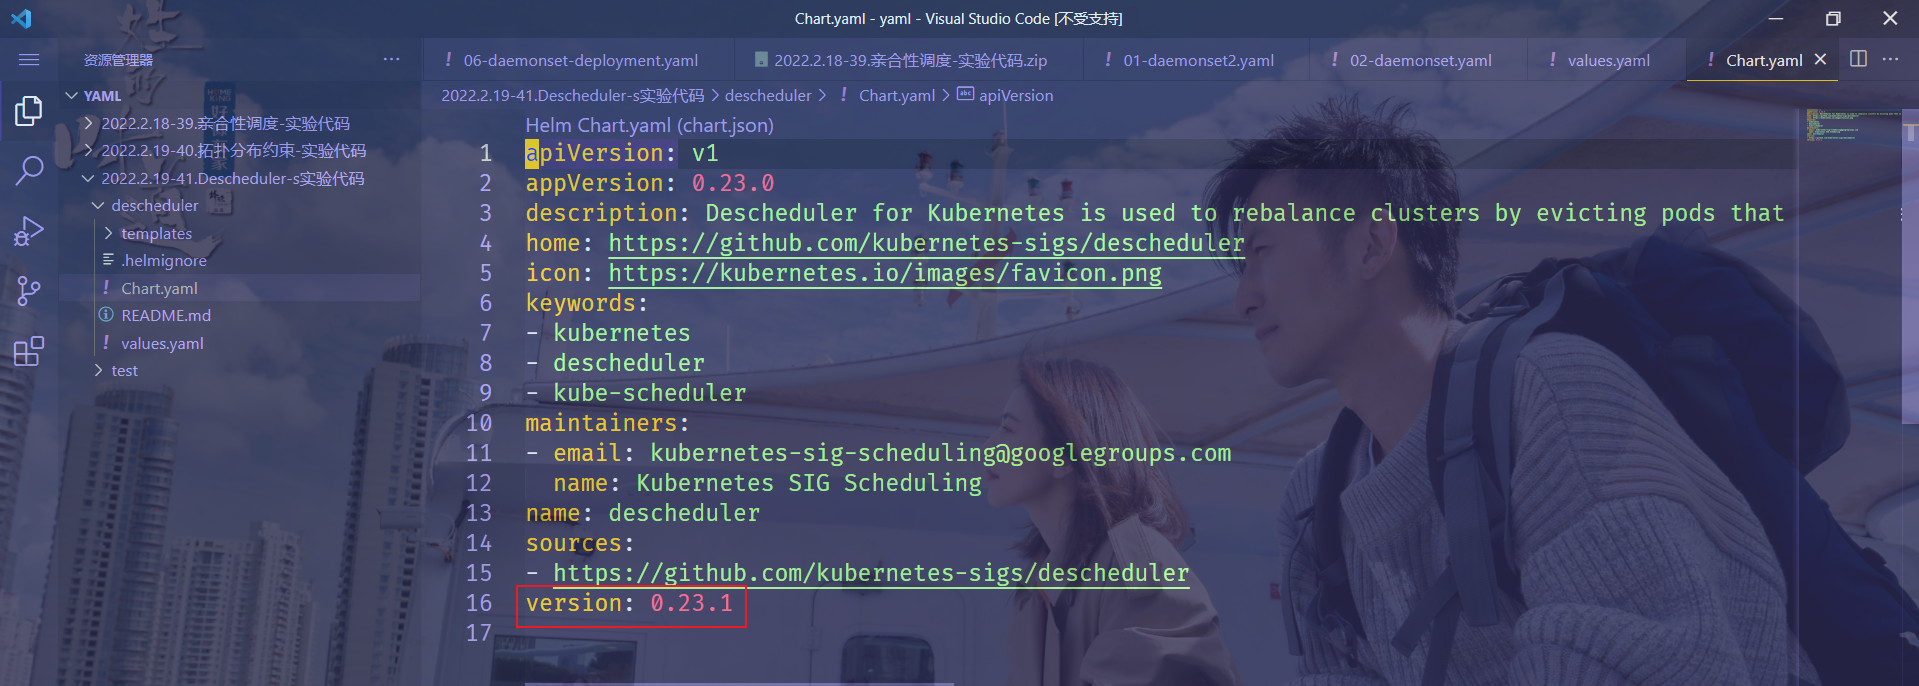 Chart.yaml - yaml - Visual Studio Code [不受支持]
资源管理器 ···
! 06-daemonset-deployment.yaml
2022.2.18-39.亲合性调度-实验代码.zip
! 01-daemonset2.yaml
! 02-daemonset.yaml
! values.yaml
! Chart.yaml
YAML
2022.2.18-39.亲合性调度-实验代码
2022.2.19-40.拓扑分布约束-实验代码
2022.2.19-41.Descheduler-s实验代码
descheduler
templates
.helmignore
! Chart.yaml
README.md
! values.yaml
test
2022.2.19-41.Descheduler-s实验代码 > descheduler > ! Chart.yaml > apiVersion
Helm Chart.yaml (chart.json)
1 apiVersion: v1
2 appVersion: 0.23.0
3 description: Descheduler for Kubernetes is used to rebalance clusters by evicting pods that
4 home: https://github.com/kubernetes-sigs/descheduler
5 icon: https://kubernetes.io/images/favicon.png
6 keywords:
7 - kubernetes
8 - descheduler
9 - kube-scheduler
10 maintainers:
11 - email: kubernetes-sig-scheduling@googlegroups.com
12 name: Kubernetes SIG Scheduling
13 name: descheduler
14 sources:
15 - https://github.com/kubernetes-sigs/descheduler
16 version: 0.23.1
17